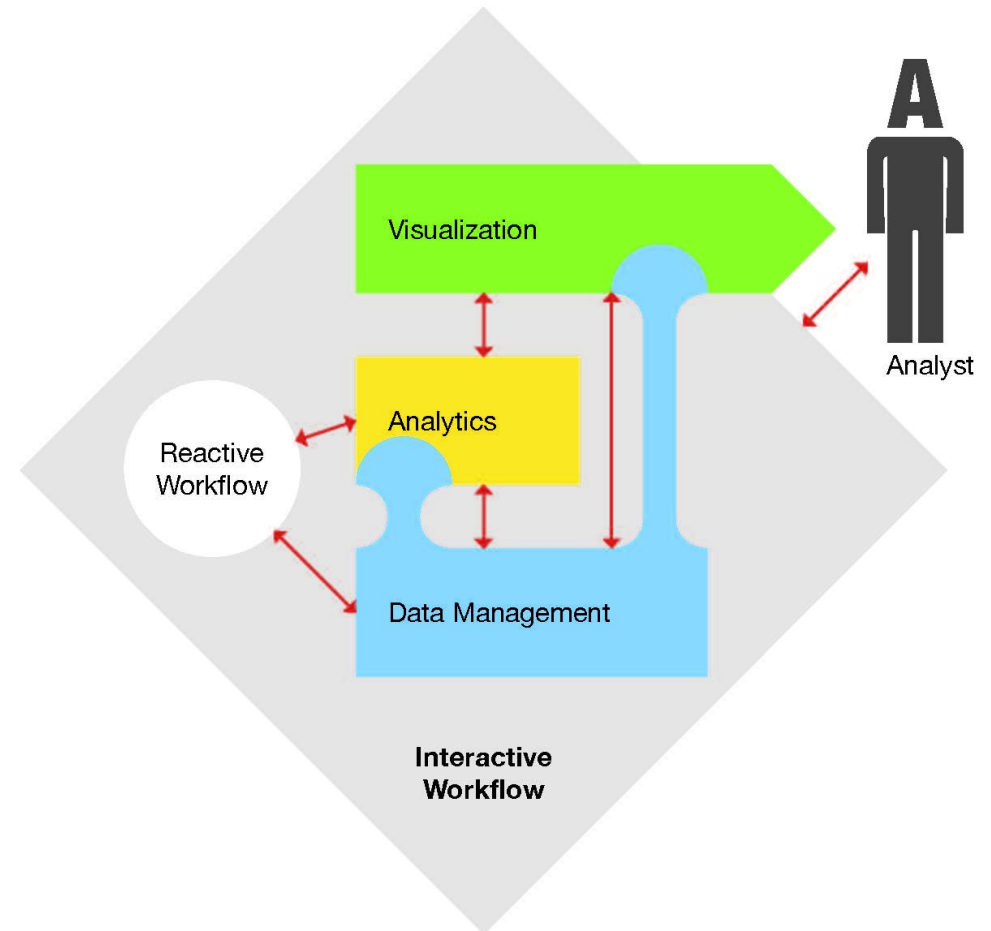 A
Visualization
Analyst
Analytics
Reactive
Workflow
Data Management
Interactive
Workflow